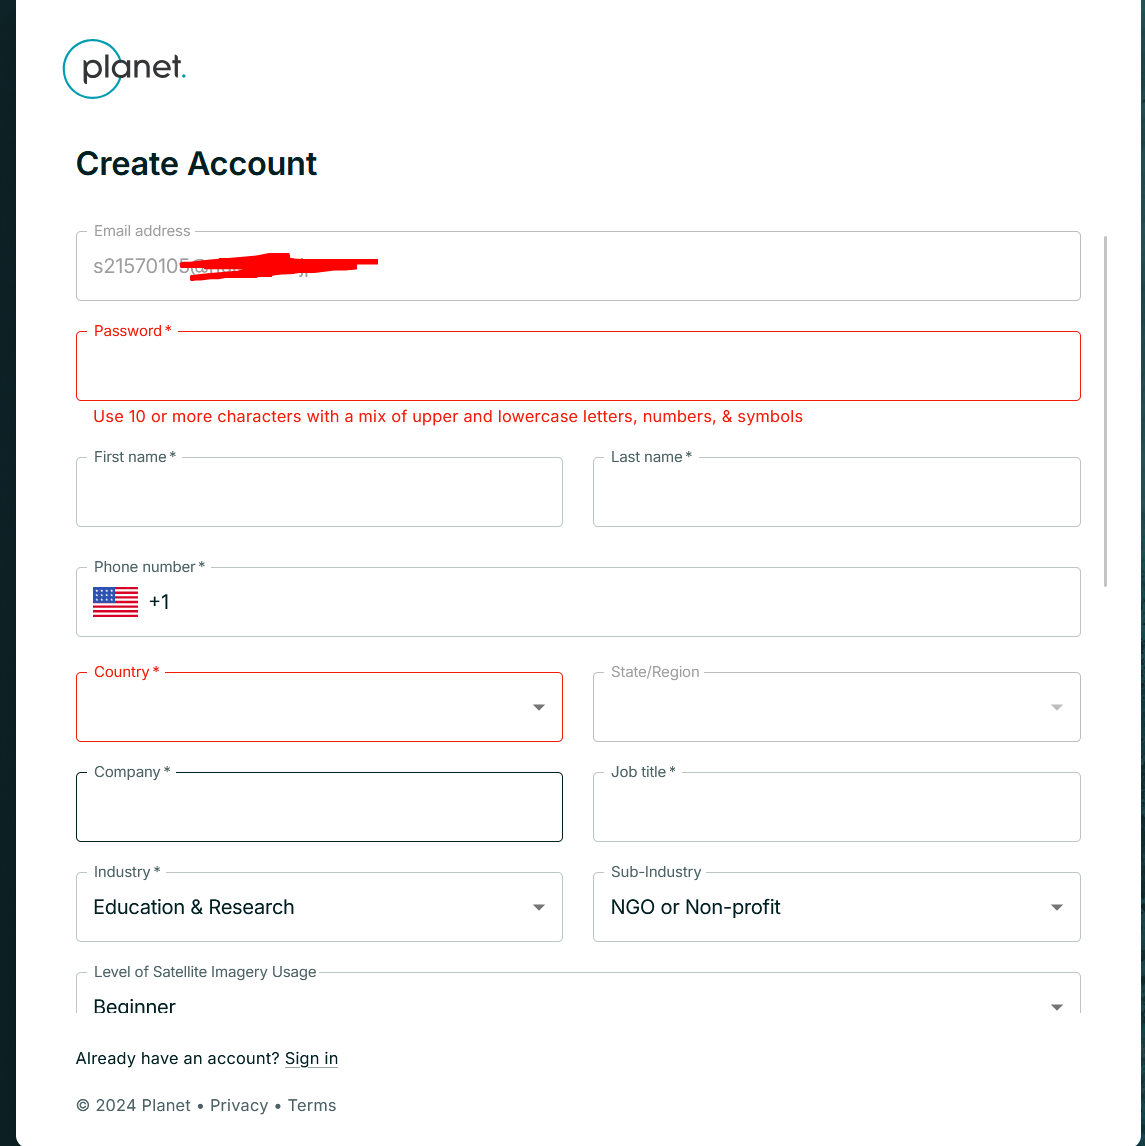 planet.
Create Account
Email address
s2157010
Password *
Use 10 or more characters with a mix of upper and lowercase letters, numbers, & symbols
First name *
Last name *
Phone number *
+1
Country *
State/Region
Company *
Job title *
Industry *
Sub-Industry
Education & Research
NGO or Non-profit
Level of Satellite Imagery Usage
Beginner
Already have an account? Sign in
© 2024 Planet • Privacy • Terms